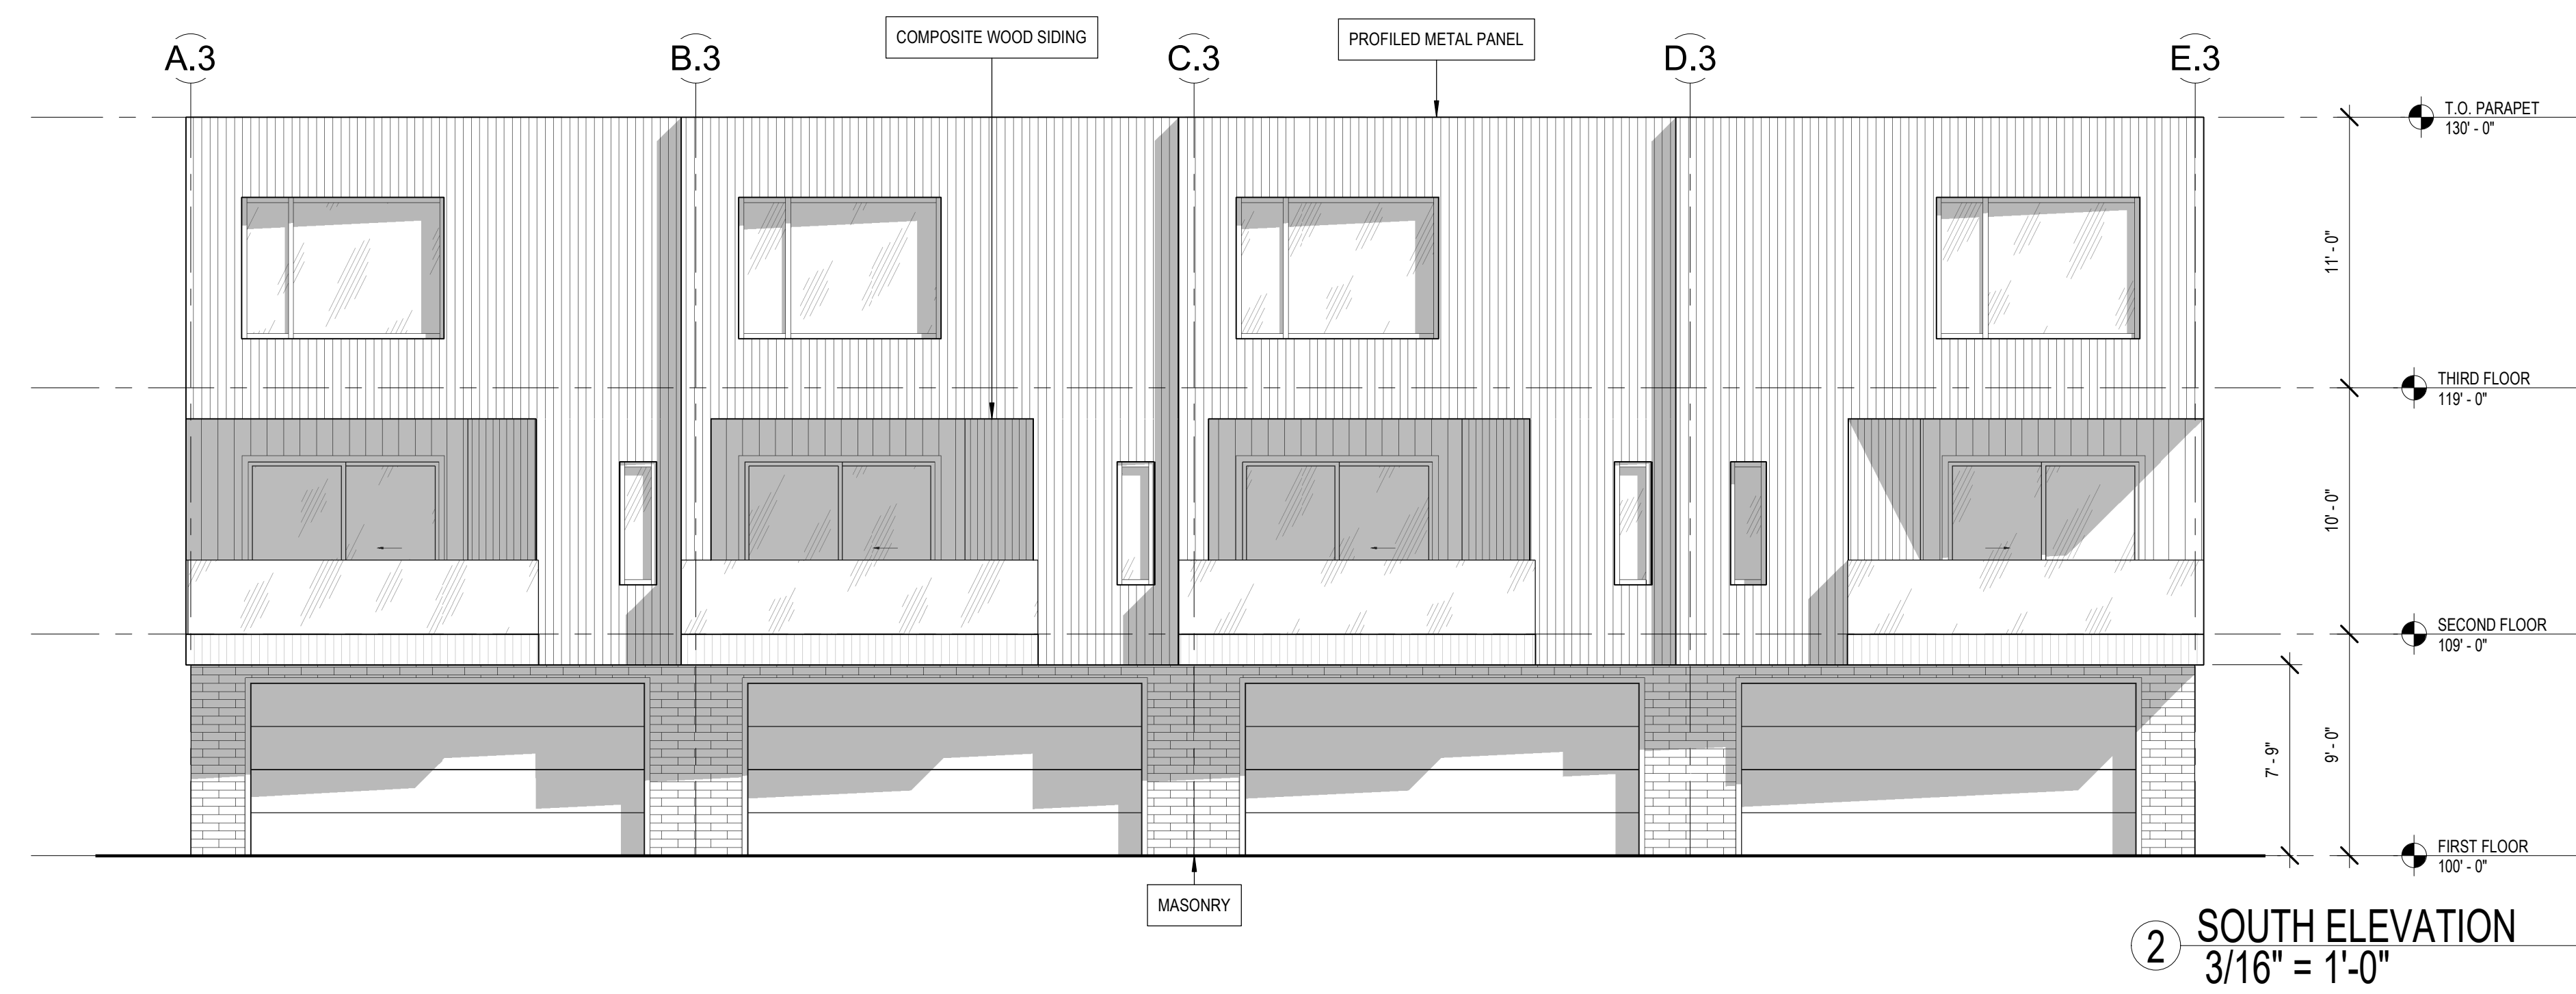 COMPOSITE WOOD SIDING
PROFILED METAL PANEL
A.3
B.3
C.3
D.3
E.3
T.O. PARAPET
130' - 0"
11' - 0"
THIRD FLOOR
119' - 0"
10' - 0"
SECOND FLOOR
109' - 0"
7' - 9"
9' - 0"
FIRST FLOOR
100' - 0"
MASONRY
2
SOUTH ELEVATION
3/16" = 1'-0"